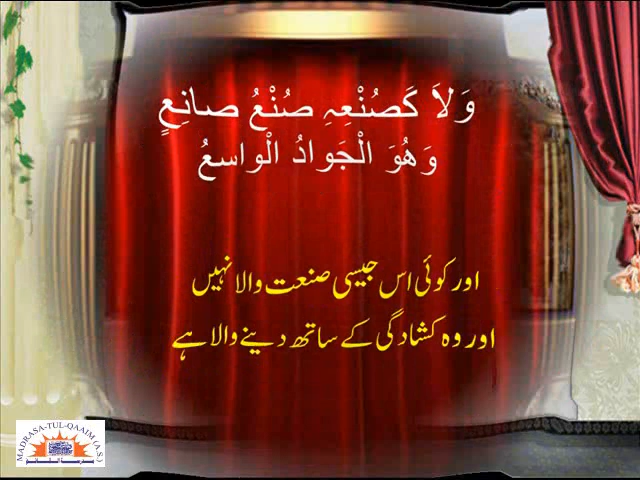 وَلاَ كَصُنْعِہِ صُنْعُ صانِعٍ
وَهُوَ الْجَوادُ الْواسِعُ
اور کوئی اس جیسی صنعت والا نہیں
اور وہ کشادگی کے ساتھ دینے والا ہے
MADRASA-TUL-QAAIM (A.S.)